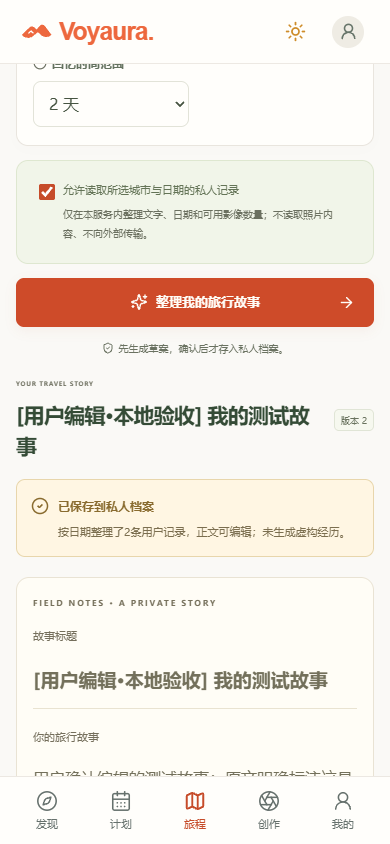 Voyaura.
回忆的间范围
2 天
允许读取所选城市与日期的私人记录
仅在本服务内整理文字、日期和可用影像数量；不读取照片内
容、不向外部传输。
整理我的旅行故事
先生成草案，确认后才存入私人档案。
YOUR TRAVEL STORY
[用户编辑•本地验收] 我的测试故
事
版本 2
已保存到私人档案
按日期整理了2条用户记录，正文可编辑；未生成虚构经历。
FIELD NOTES • A PRIVATE STORY
故事标题
[用户编辑•本地验收] 我的测试故事
你的旅行故事
发现
计划
旅程
创作
我的